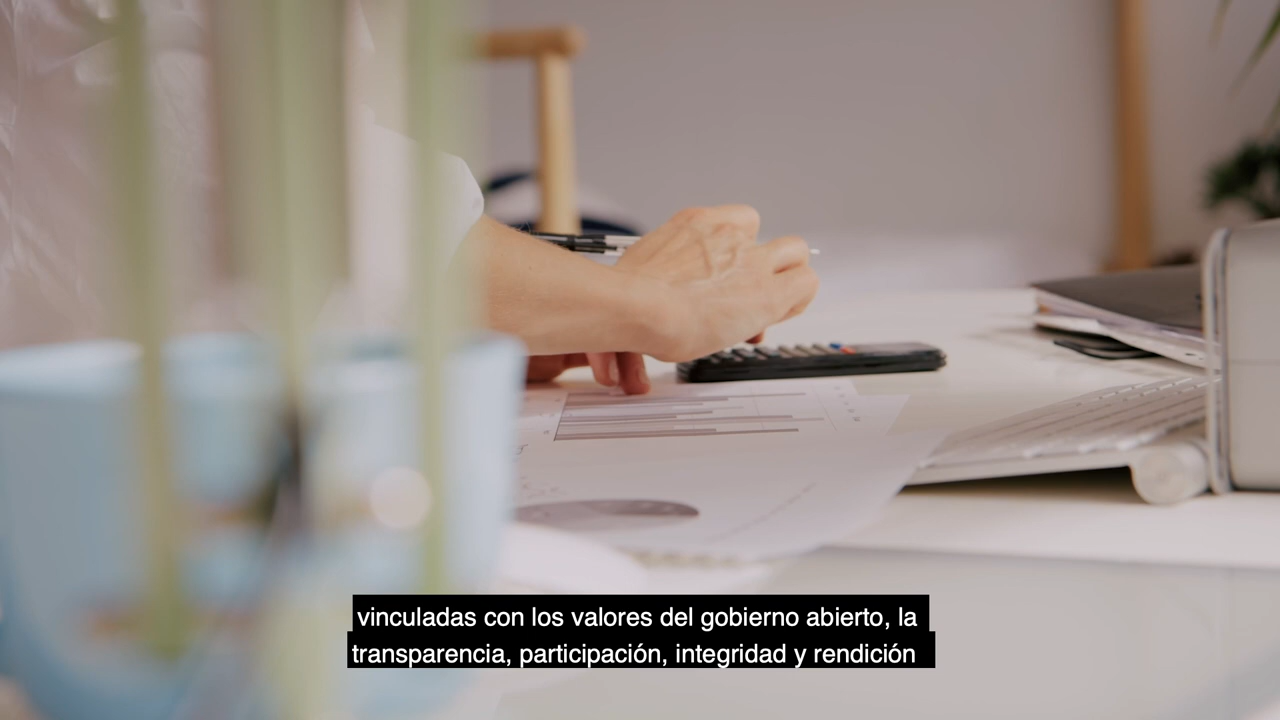 vinculadas con los valores del gobierno abierto, la
transparencia, participación, integridad y rendición